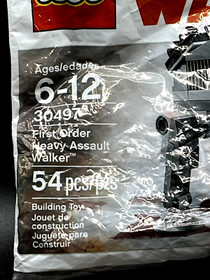 LEGO
Ages/edades
6-12
30497
First Order
Heavy Assault
Walker™
54 pcs/pzs
Building Toy
Jouet de
construction
Juguete para
Construir